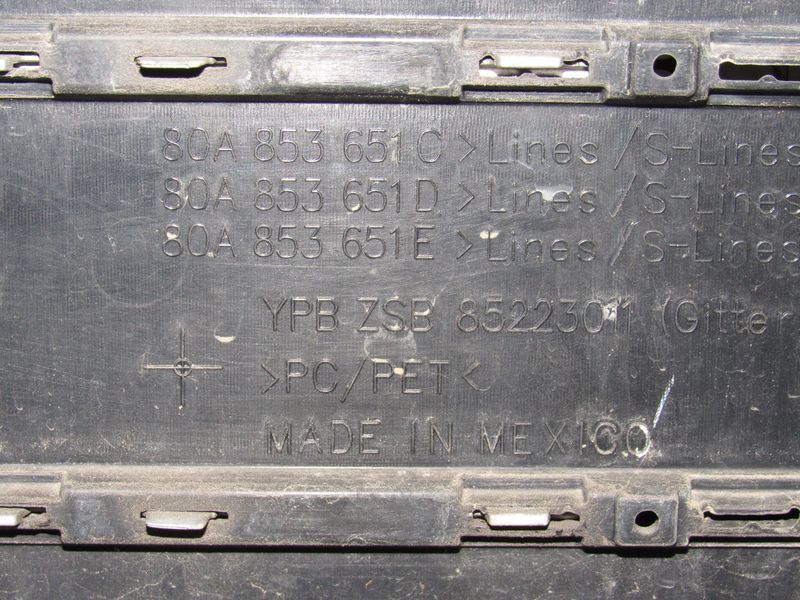 80A 853 651 C >Lines / S-Lines
80A 853 651 D >Lines / S-Lines
80A 853 651 E >Lines / S-Lines
YPB ZSB 85223011 (Gitter
>PC/PET<
MADE IN MEXICO